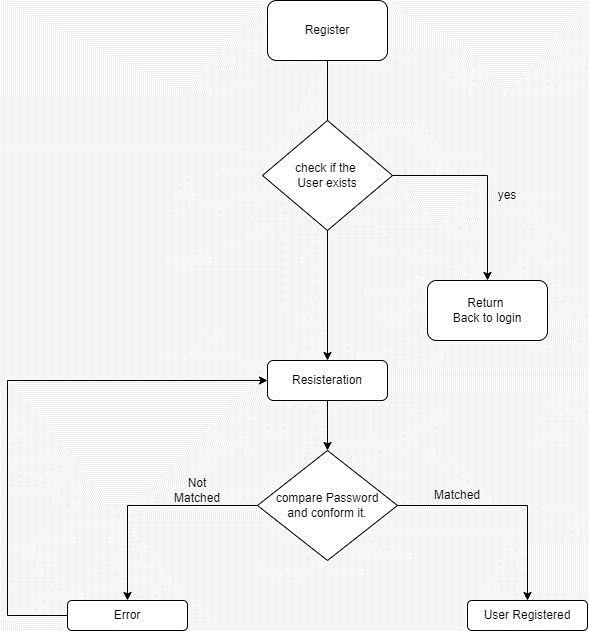 Register
check if the
User exists
yes
Return
Back to login
Resisteration
Not
Matched
compare Password
and conform it.
Matched
Error
User Registered